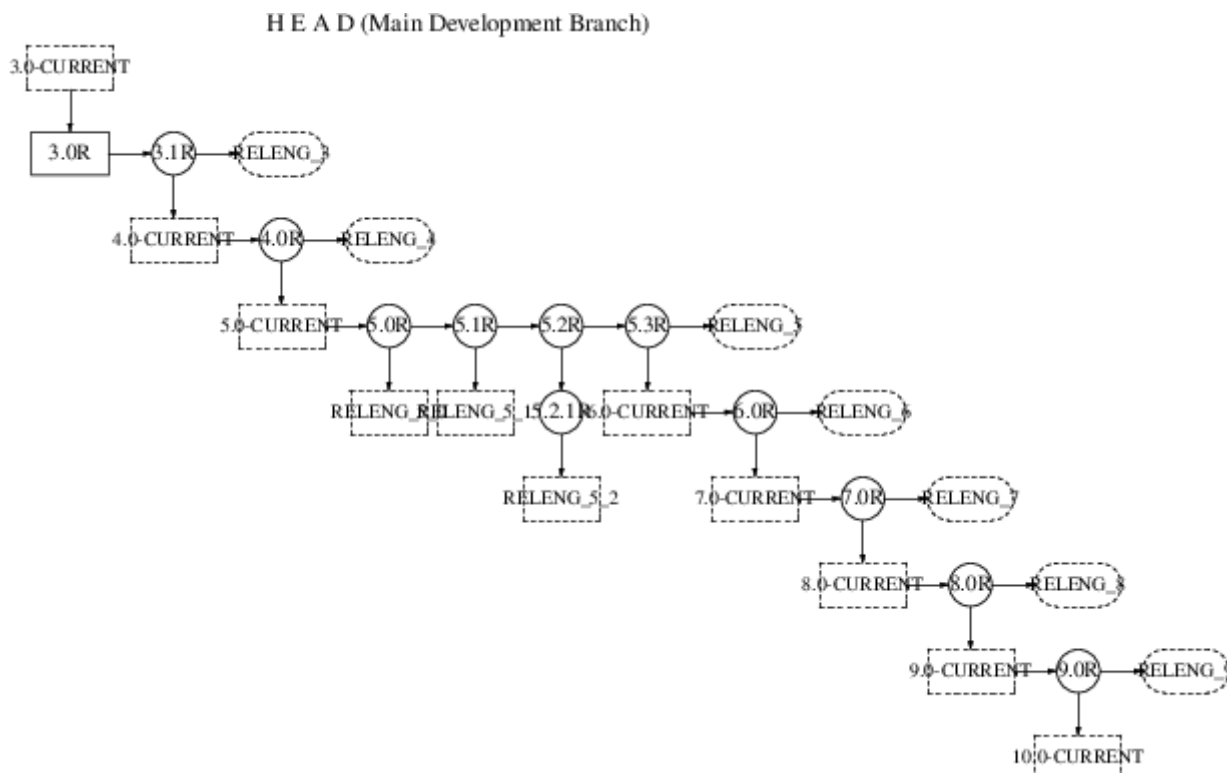 H E A D (Main Development Branch)
3.0-CURRENT
3.0R 3.1R RELENG_3
4.0-CURRENT 4.0R RELENG_4
5.0-CURRENT 5.0R 5.1R 5.2R 5.3R RELENG_5
RELENG_5_1 5.2.1R 6.0-CURRENT 6.0R RELENG_6
RELENG_5_2 7.0-CURRENT 7.0R RELENG_7
8.0-CURRENT 8.0R RELENG_8
9.0-CURRENT 9.0R RELENG_
10.0-CURRENT